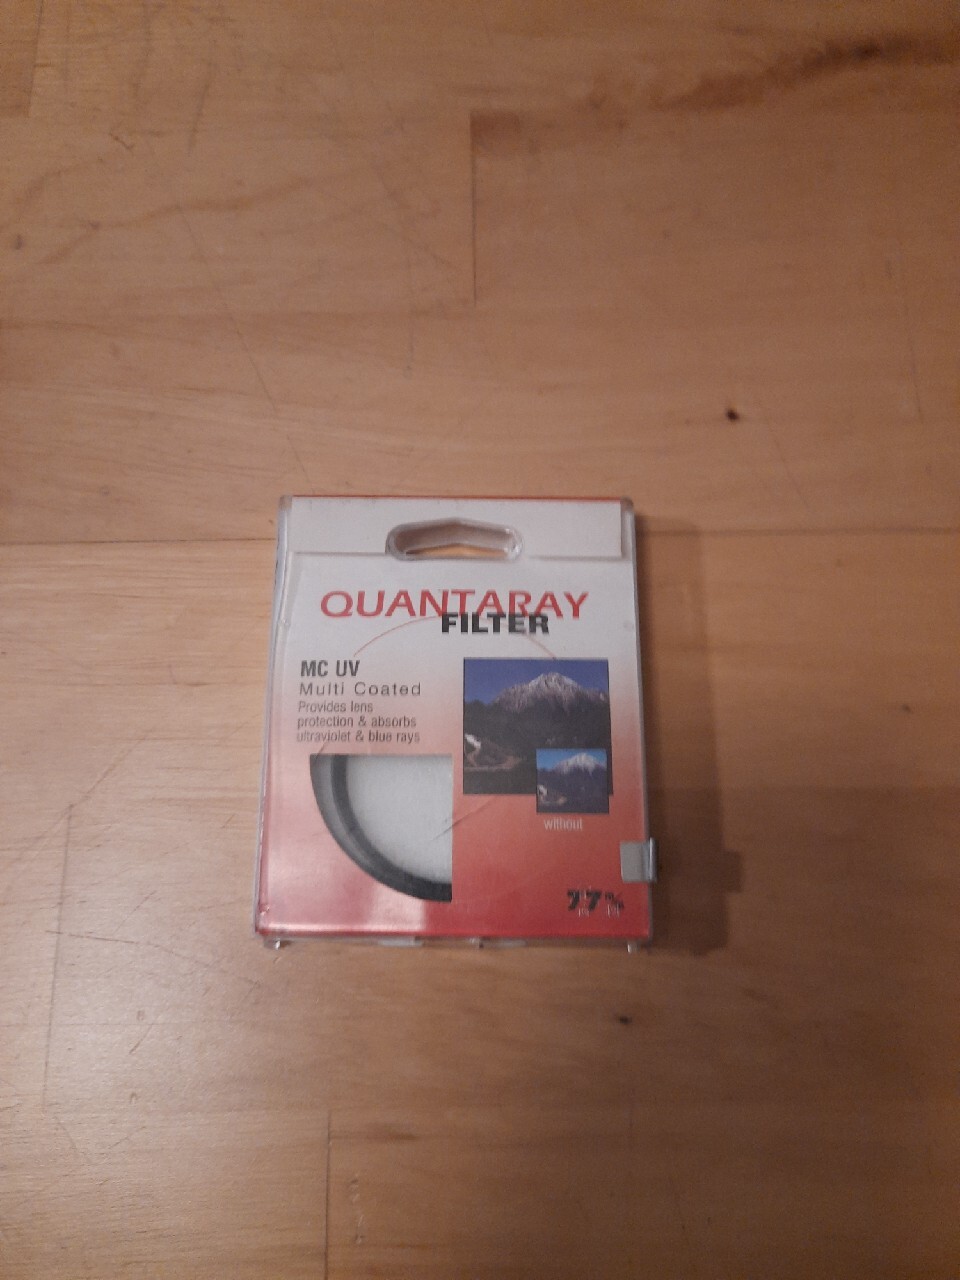 QUANTARAY
FILTER
MC UV
Multi Coated
Provides lens
protection & absorbs
ultraviolet & blue rays
without
77